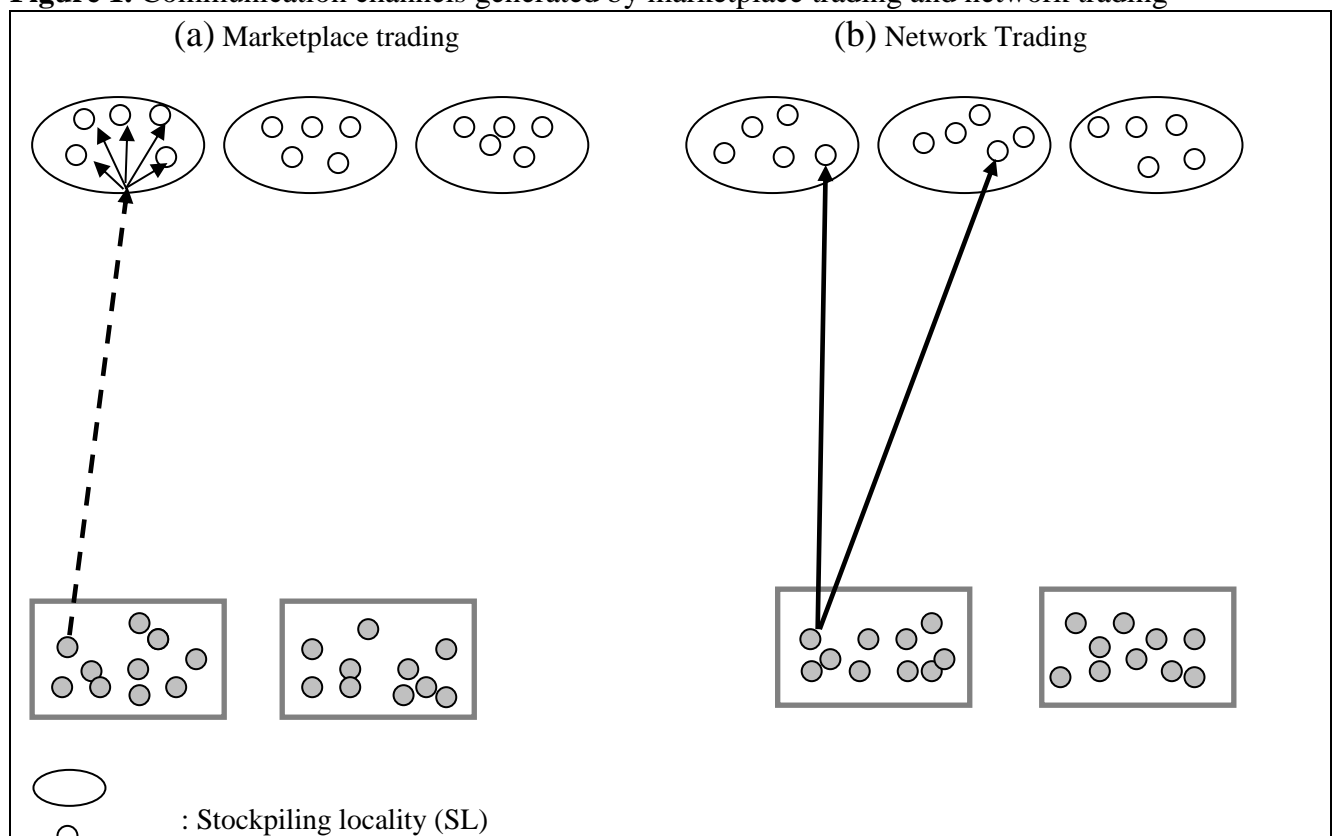 Figure 1. Communication channels generated by marketplace trading and network trading
(a) Marketplace trading
(b) Network Trading
: Stockpiling locality (SL)